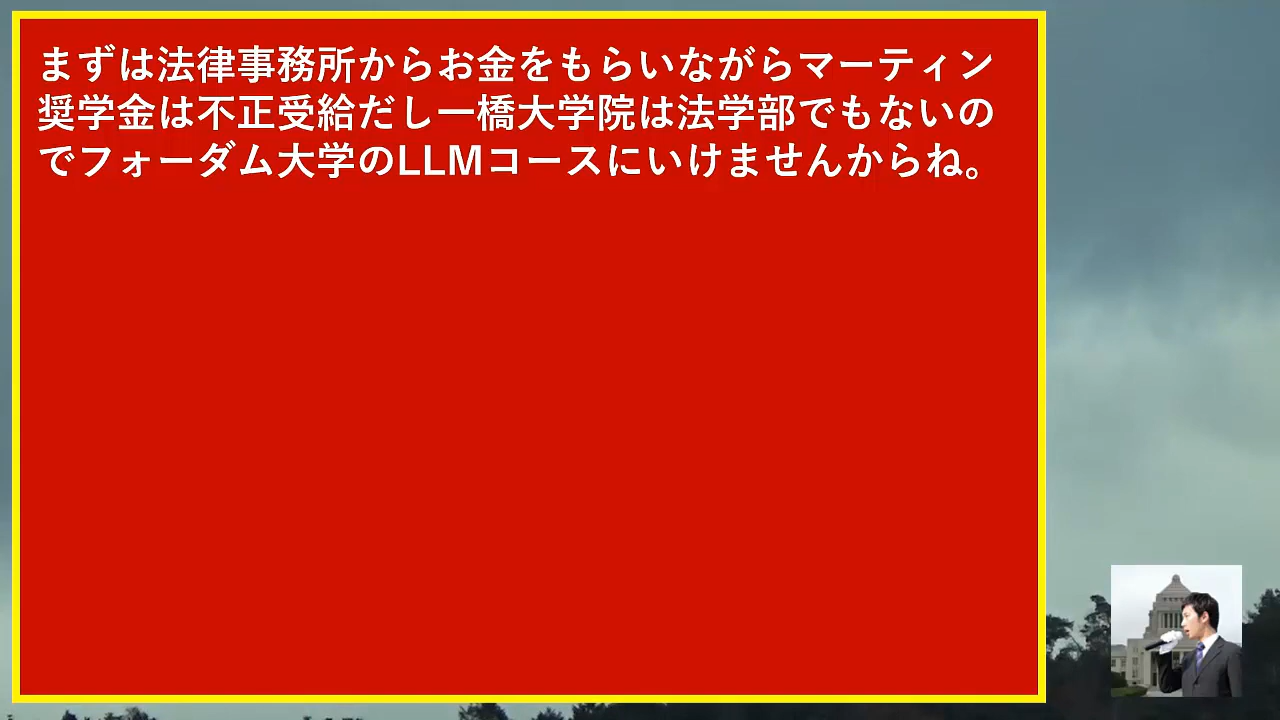 まずは法律事務所からお金をもらいながらマーティン
奨学金は不正受給だし一橋大学院は法学部でもないの
でフォーダム大学のLLMコースにいけませんからね。